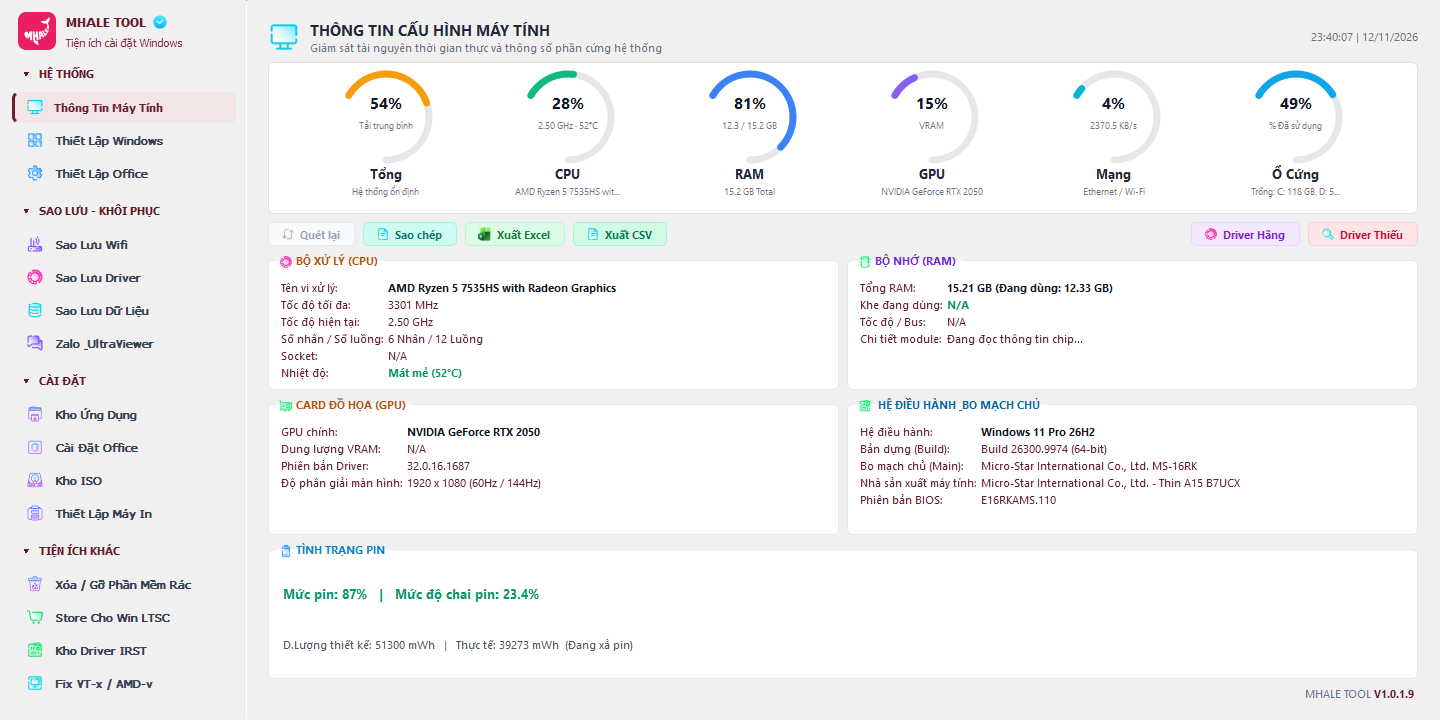 MHALE TOOL
Tiện ích cài đặt Windows
HỆ THỐNG
Thông Tin Máy Tính
Thiết Lập Windows
Thiết Lập Office
SAO LƯU - KHÔI PHỤC
Sao Lưu Wifi
Sao Lưu Driver
Sao Lưu Dữ Liệu
Zalo _UltraViewer
CÀI ĐẶT
Kho Ứng Dụng
Cài Đặt Office
Kho ISO
Thiết Lập Máy In
TIỆN ÍCH KHÁC
Xóa / Gỡ Phần Mềm Rác
Store Cho Win LTSC
Kho Driver IRST
Fix VT-x / AMD-v
THÔNG TIN CẤU HÌNH MÁY TÍNH
Giám sát tài nguyên thời gian thực và thông số phần cứng hệ thống
23:40:07 | 12/11/2026
54%
Tải trung bình
Tổng
Hệ thống ổn định
28%
2.50 GHz · 52°C
CPU
AMD Ryzen 5 7535HS wit...
81%
12.3 / 15.2 GB
RAM
15.2 GB Total
15%
VRAM
GPU
NVIDIA GeForce RTX 2050
4%
2370.5 KB/s
Mạng
Ethernet / Wi-Fi
49%
% Đã sử dụng
Ổ Cứng
Trống: C: 118 GB, D: 5...
Quét lại
Sao chép
Xuất Excel
Xuất CSV
Driver Hãng
Driver Thiếu
BỘ XỬ LÝ (CPU)
Tên vi xử lý: AMD Ryzen 5 7535HS with Radeon Graphics
Tốc độ tối đa: 3301 MHz
Tốc độ hiện tại: 2.50 GHz
Số nhân / Số luồng: 6 Nhân / 12 Luồng
Socket: N/A
Nhiệt độ: Mát mẻ (52°C)
BỘ NHỚ (RAM)
Tổng RAM: 15.21 GB (Đang dùng: 12.33 GB)
Khe đang dùng: N/A
Tốc độ / Bus: N/A
Chi tiết module: Đang đọc thông tin chip...
CARD ĐỒ HỌA (GPU)
GPU chính: NVIDIA GeForce RTX 2050
Dung lượng VRAM: N/A
Phiên bản Driver: 32.0.16.1687
Độ phân giải màn hình: 1920 x 1080 (60Hz / 144Hz)
HỆ ĐIỀU HÀNH _BO MẠCH CHỦ
Hệ điều hành: Windows 11 Pro 26H2
Bản dựng (Build): Build 26300.9974 (64-bit)
Bo mạch chủ (Main): Micro-Star International Co., Ltd. MS-16RK
Nhà sản xuất máy tính: Micro-Star International Co., Ltd. - Thin A15 B7UCX
Phiên bản BIOS: E16RKAMS.110
TÌNH TRẠNG PIN
Mức pin: 87% | Mức độ chai pin: 23.4%
D.Lượng thiết kế: 51300 mWh | Thực tế: 39273 mWh (Đang xả pin)
MHALE TOOL V1.0.1.9